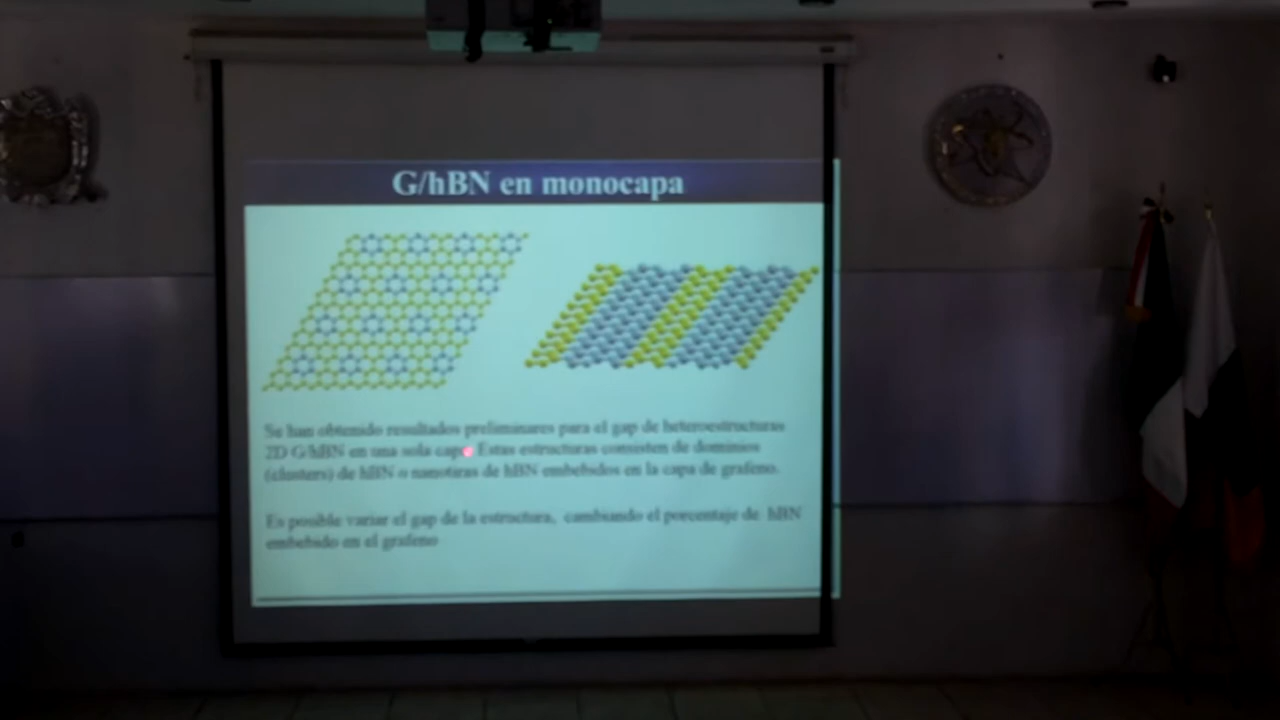 G/hBN en monocapa
Se han obtenido resultados preliminares para el gap de heteroestructuras
2D G/hBN en una sola capa. Estas estructuras consisten de dominios
(clusters) de hBN o nanotiras de hBN embebidos en la capa de grafeno.
Es posible variar el gap de la estructura, cambiando el porcentaje de hBN
embebido en el grafeno